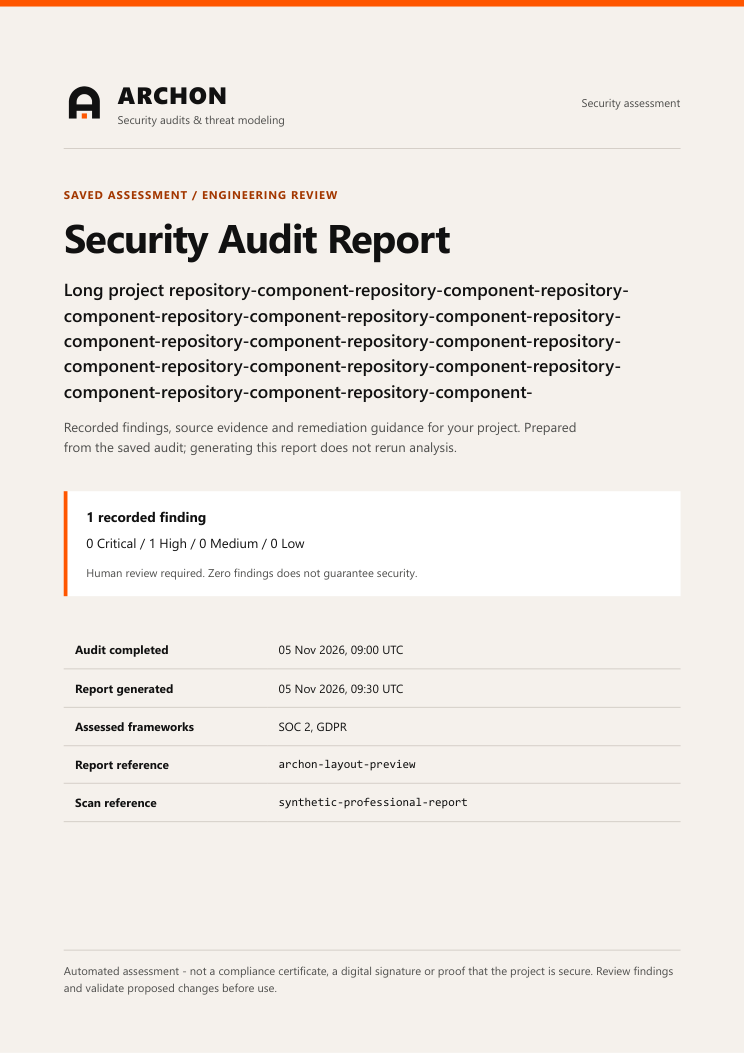 ARCHON
Security audits & threat modeling
Security assessment
SAVED ASSESSMENT / ENGINEERING REVIEW
Security Audit Report
Long project repository-component-repository-component-repository-
component-repository-component-repository-component-repository-
component-repository-component-repository-component-repository-
component-repository-component-repository-component-repository-
component-repository-component-repository-component-
Recorded findings, source evidence and remediation guidance for your project. Prepared
from the saved audit; generating this report does not rerun analysis.
1 recorded finding
0 Critical / 1 High / 0 Medium / 0 Low
Human review required. Zero findings does not guarantee security.
Audit completed 05 Nov 2026, 09:00 UTC
Report generated 05 Nov 2026, 09:30 UTC
Assessed frameworks SOC 2, GDPR
Report reference archon-layout-preview
Scan reference synthetic-professional-report
Automated assessment - not a compliance certificate, a digital signature or proof that the project is secure. Review findings
and validate proposed changes before use.